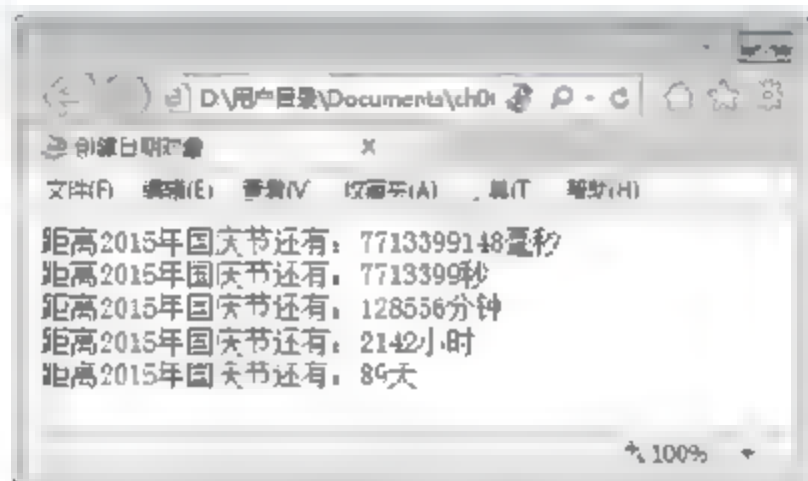 D:\用户目录\Documents\ch0
创建日期对象 ×
文件(F) 编辑(E) 查看(V) 收藏夹(A) 工具(T) 帮助(H)
距离2015年国庆节还有：7713399148毫秒
距离2015年国庆节还有：7713399秒
距离2015年国庆节还有：128556分钟
距离2015年国庆节还有：2142小时
距离2015年国庆节还有：89天
100%